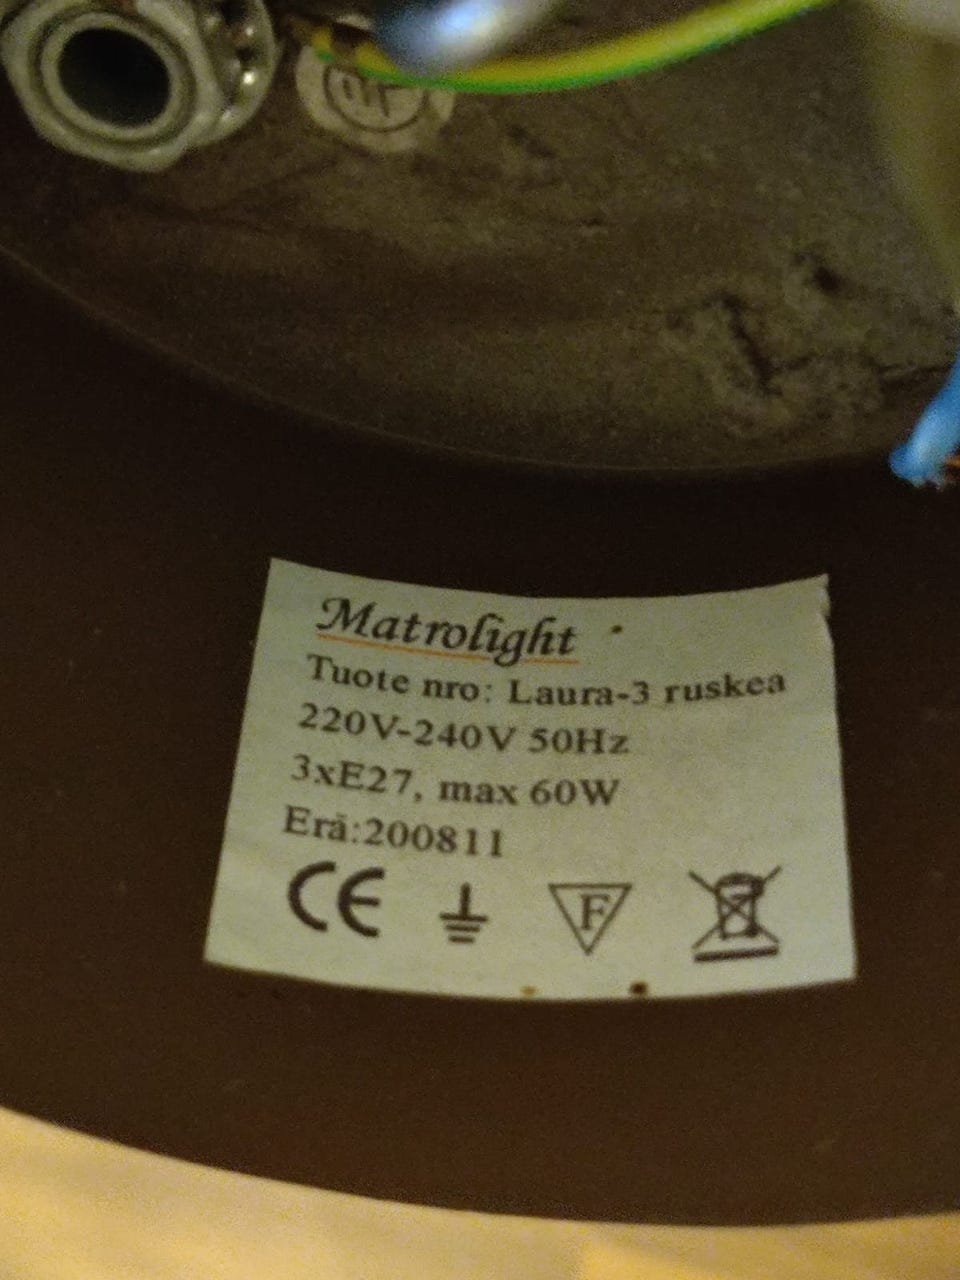 Matrolight
Tuote nro: Laura-3 ruskea
220V-240V 50Hz
3xE27, max 60W
Erä:200811
CE
F